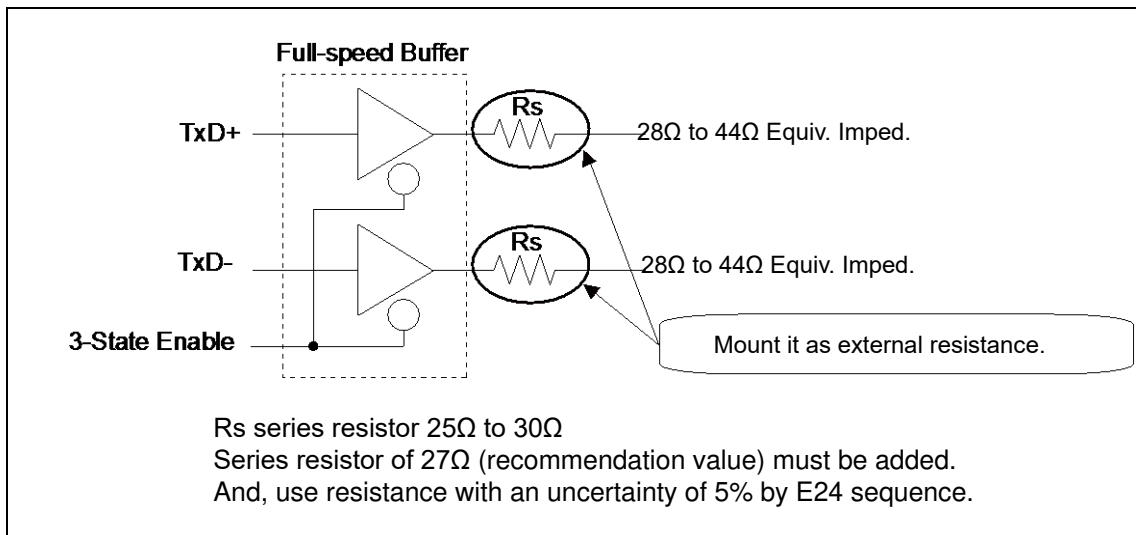 Full-speed Buffer
TxD+
Rs
28Ω to 44Ω Equiv. Imped.
TxD-
Rs
28Ω to 44Ω Equiv. Imped.
3-State Enable
Mount it as external resistance.
Rs series resistor 25Ω to 30Ω
Series resistor of 27Ω (recommendation value) must be added.
And, use resistance with an uncertainty of 5% by E24 sequence.